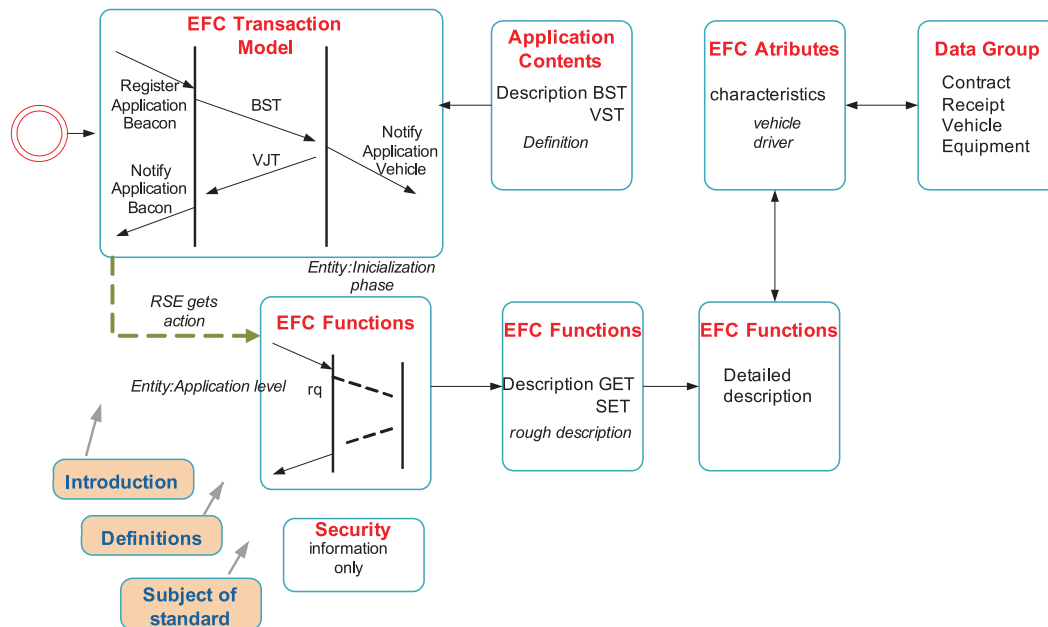 EFC Transaction
Model
Register
Application
Beacon
BST
VJT
Notify
Application
Vehicle
Notify
Application
Bacon
Application
Contents
Description BST
VST
Definition
EFC Atributes
characteristics
vehicle
driver
Data Group
Contract
Receipt
Vehicle
Equipment
Entity:Inicialization
phase
RSE gets
action
Entity:Application level
EFC Functions
rq
EFC Functions
Description GET
SET
rough description
EFC Functions
Detailed
description
Introduction
Definitions
Subject of
standard
Security
information
only